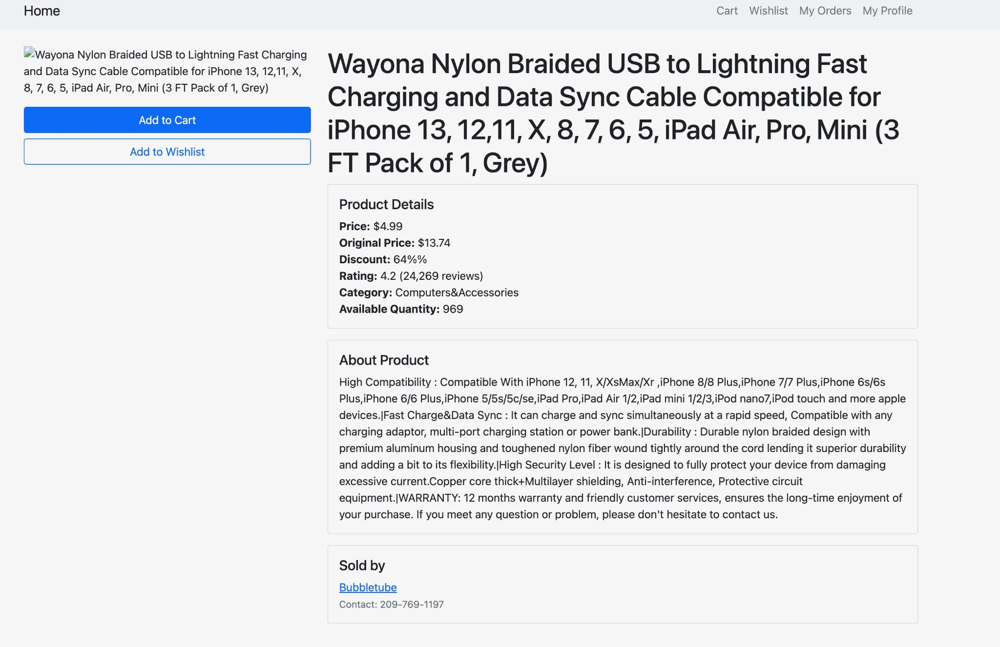 Home
Cart Wishlist My Orders My Profile
Wayona Nylon Braided USB to Lightning Fast Charging
and Data Sync Cable Compatible for iPhone 13, 12,11, X,
8, 7, 6, 5, iPad Air, Pro, Mini (3 FT Pack of 1, Grey)
Add to Cart
Add to Wishlist
Wayona Nylon Braided USB to Lightning Fast
Charging and Data Sync Cable Compatible for
iPhone 13, 12,11, X, 8, 7, 6, 5, iPad Air, Pro, Mini (3
FT Pack of 1, Grey)
Product Details
Price: $4.99
Original Price: $13.74
Discount: 64%%
Rating: 4.2 (24,269 reviews)
Category: Computers&Accessories
Available Quantity: 969
About Product
High Compatibility : Compatible With iPhone 12, 11, X/XsMax/Xr ,iPhone 8/8 Plus,iPhone 7/7 Plus,iPhone 6s/6s
Plus,iPhone 6/6 Plus,iPhone 5/5s/5c/se,iPad Pro,iPad Air 1/2,iPad mini 1/2/3,iPod nano7,iPod touch and more apple
devices.|Fast Charge&Data Sync : It can charge and sync simultaneously at a rapid speed, Compatible with any
charging adaptor, multi-port charging station or power bank.|Durability : Durable nylon braided design with
premium aluminum housing and toughened nylon fiber wound tightly around the cord lending it superior durability
and adding a bit to its flexibility.|High Security Level : It is designed to fully protect your device from damaging
excessive current.Copper core thick+Multilayer shielding, Anti-interference, Protective circuit
equipment.|WARRANTY: 12 months warranty and friendly customer services, ensures the long-time enjoyment of
your purchase. If you meet any question or problem, please don't hesitate to contact us.
Sold by
Bubbletube
Contact: 209-769-1197